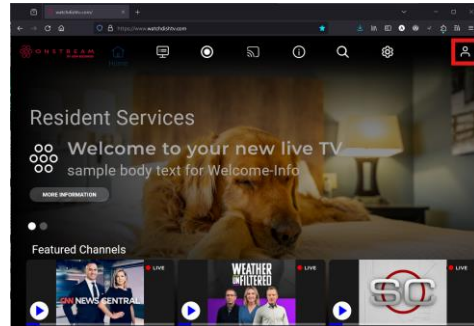 watchdishtv.com/
https://www.watchdishtv.com
ONSTREAM
Home
Resident Services
Welcome to your new live TV
sample body text for Welcome-Info
MORE INFORMATION
Featured Channels
LIVE
LIVE
LIVE
CNN NEWS CENTRAL
WEATHER
UNFILTERED
SC